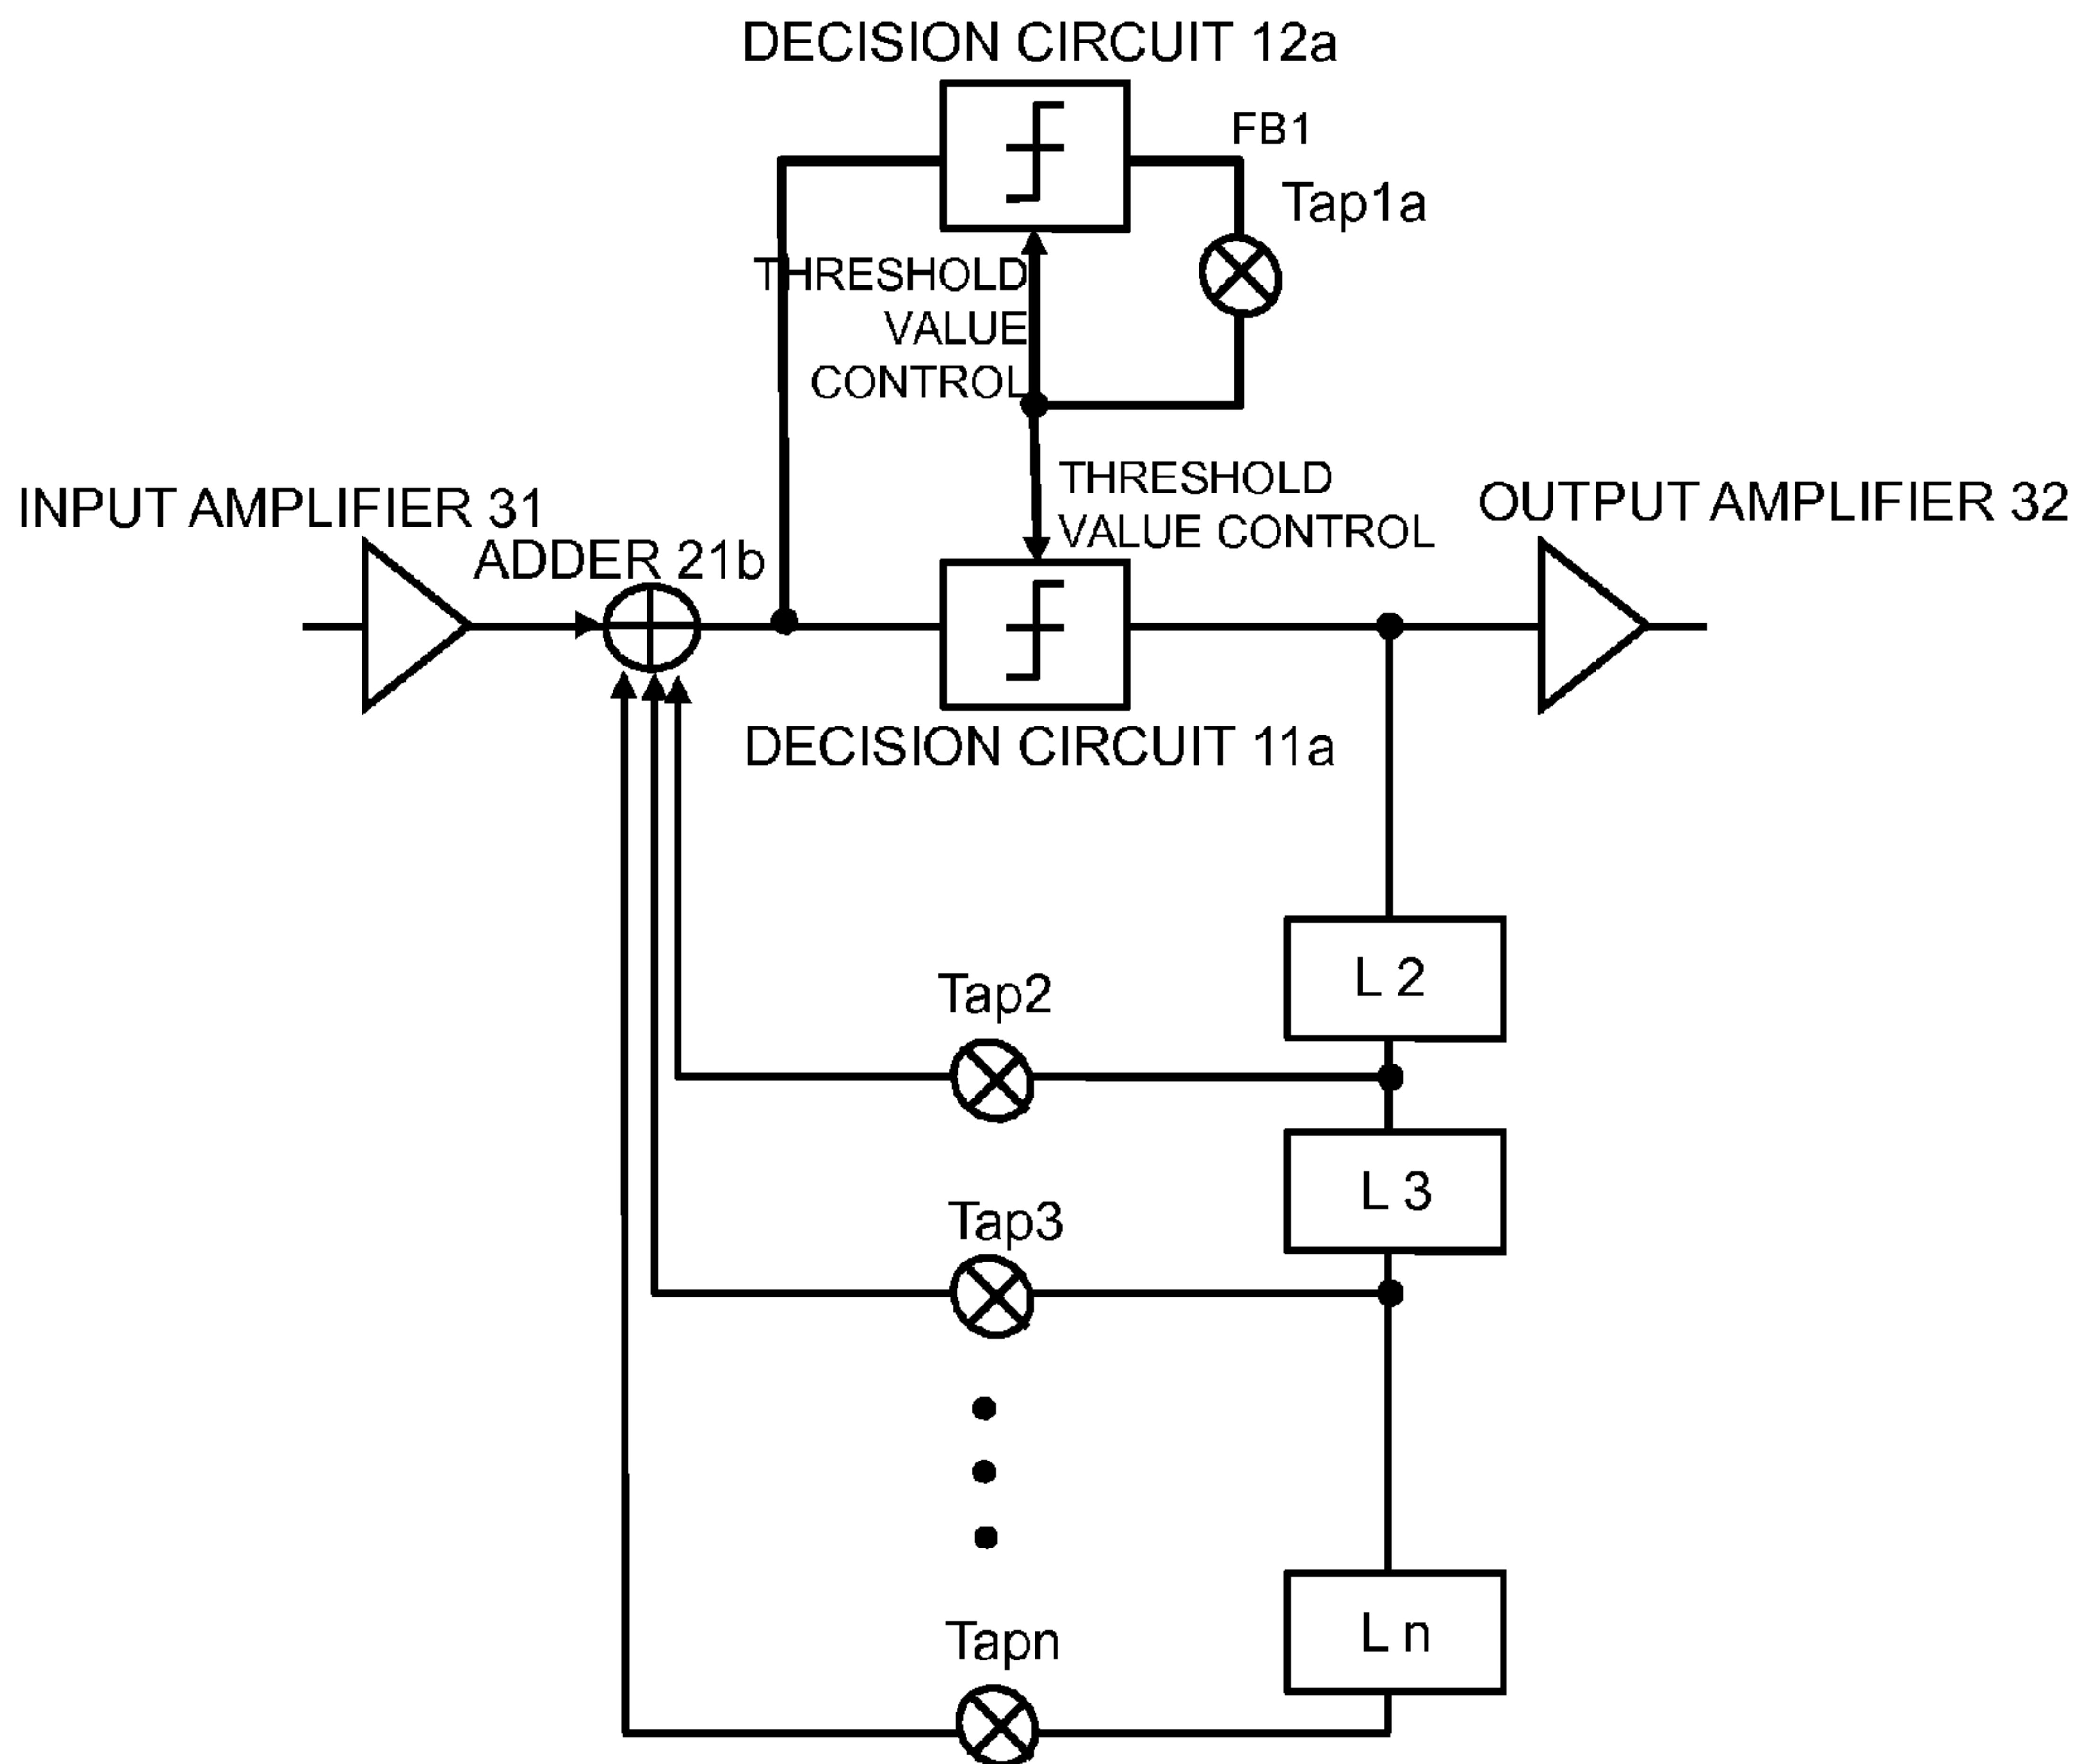 DECISION CIRCUIT 12a
FB1
Tap1a
THRESHOLD
VALUE
CONTROL
THRESHOLD
VALUE CONTROL
INPUT AMPLIFIER 31
OUTPUT AMPLIFIER 32
ADDER 21b
DECISION CIRCUIT 11a
L 2
Tap2
L 3
Tap3
L n
Tapn